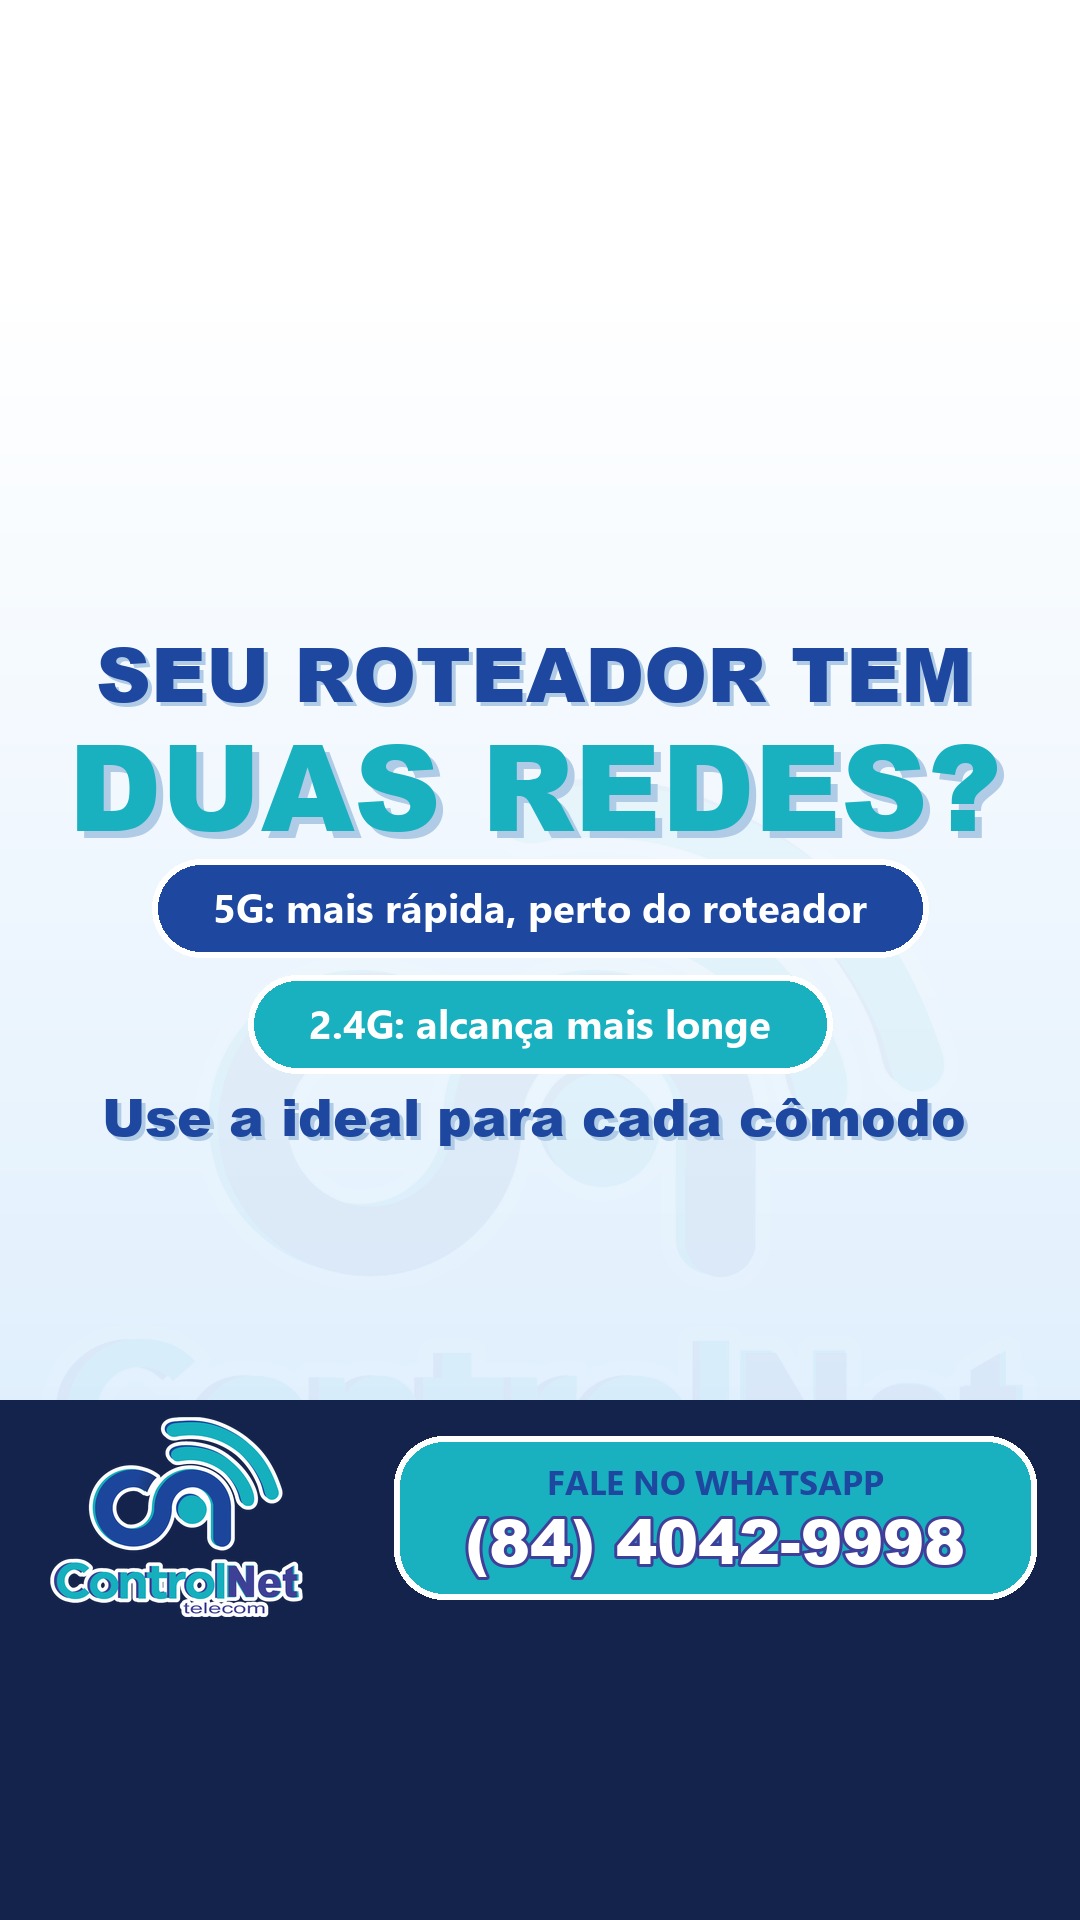 SEU ROTEADOR TEM
DUAS REDES?
5G: mais rápida, perto do roteador
2.4G: alcança mais longe
Use a ideal para cada cômodo
ControlNet
FALE NO WHATSAPP
(84) 4042-9998
ControlNet
telecom